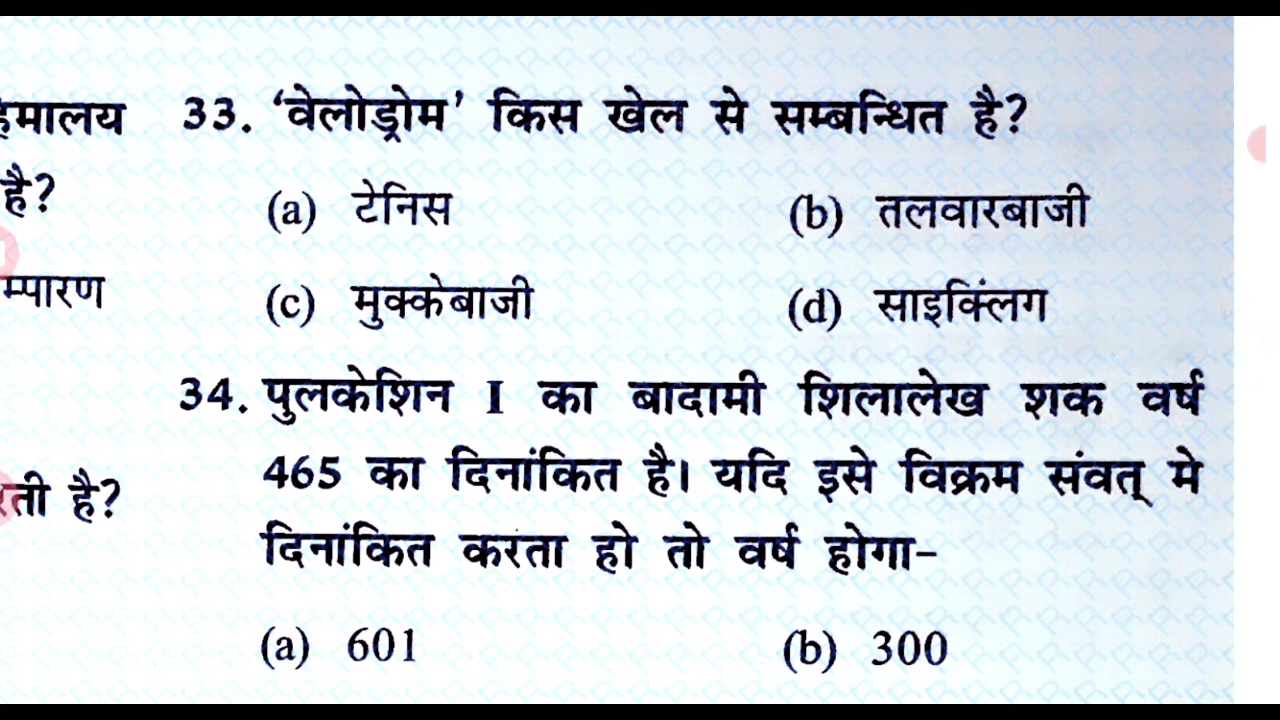 हिमालय
है?
म्पारण
रती है?
33. ‘वेलोड्रोम’ किस खेल से सम्बन्धित है?
(a) टेनिस (b) तलवारबाजी
(c) मुक्केबाजी (d) साइक्लिंग
34. पुलकेशिन I का बादामी शिलालेख शक वर्ष
465 का दिनांकित है। यदि इसे विक्रम संवत् मे
दिनांकित करता हो तो वर्ष होगा-
(a) 601 (b) 300